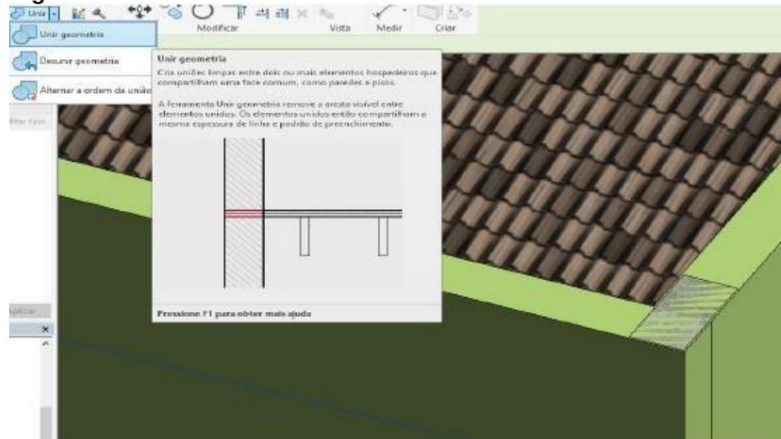 Unir
Modificar
Vista
Medir
Criar
Unir geometria
Desunir geometria
Alternar a ordem da união
Unir geometria
Cria uniões limpas entre dois ou mais elementos hospedeiros que
compartilham uma face comum, como paredes e pisos.
A ferramenta Unir geometria remove a aresta visível entre
elementos unidos. Os elementos unidos então compartilham a
mesma espessura de linha e padrão de preenchimento.
Pressione F1 para obter mais ajuda